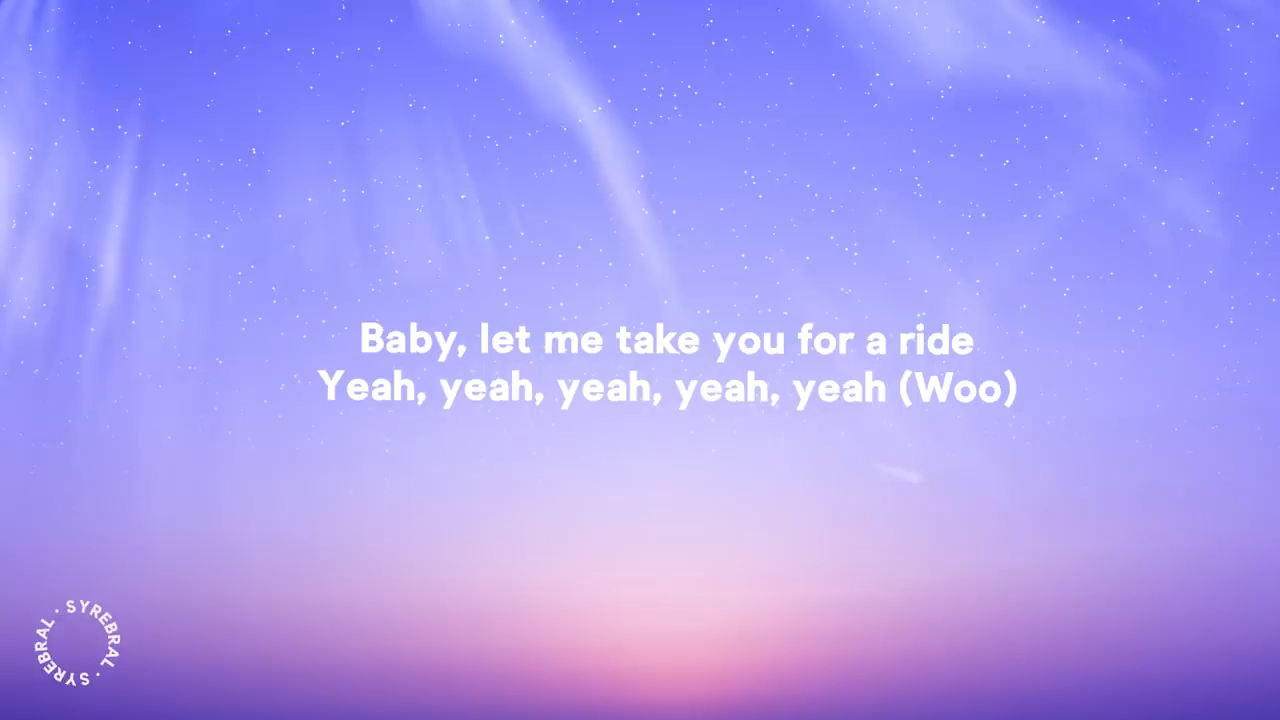 Baby, let me take you for a ride
Yeah, yeah, yeah, yeah, yeah (Woo)
SYREBRAL · SYREBRAL ·